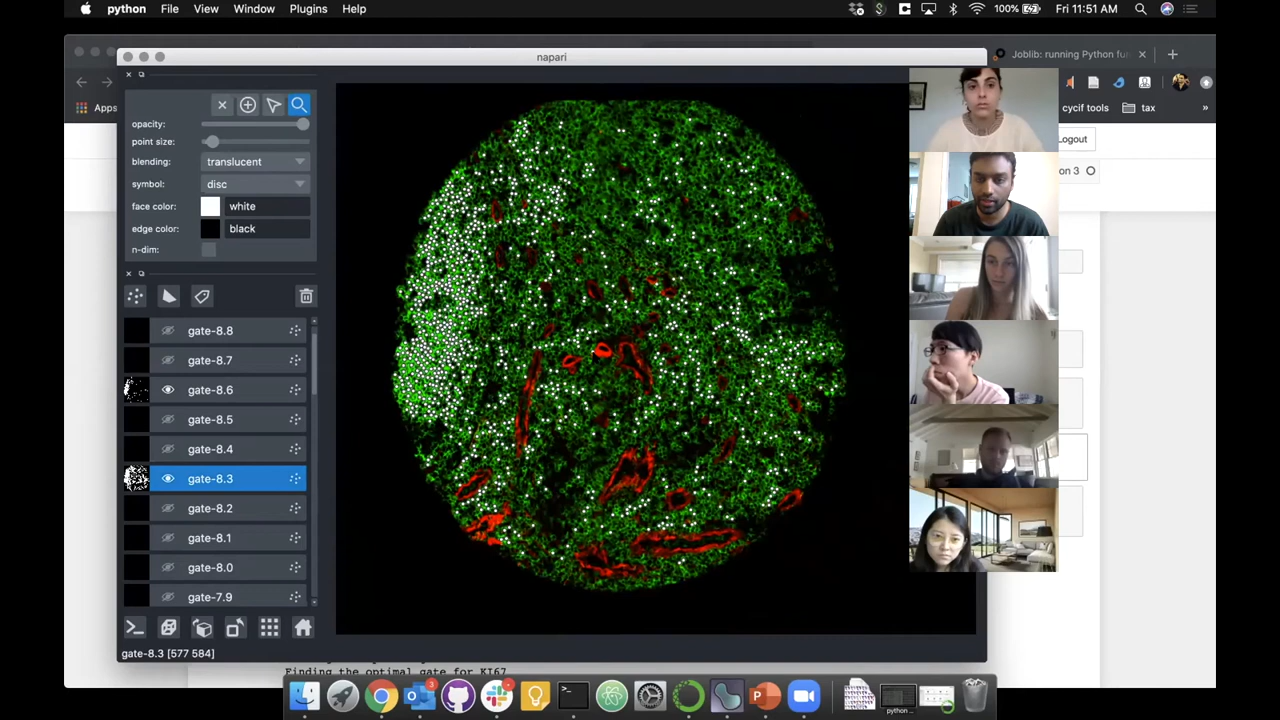 python File View Window Plugins Help
100% Fri 11:51 AM
napari
Joblib: running Python fu
Apps
cycif tools tax »
Logout
on 3
opacity:
point size:
blending: translucent
symbol: disc
face color: white
edge color: black
n-dim:
gate-8.8
gate-8.7
gate-8.6
gate-8.5
gate-8.4
gate-8.3
gate-8.2
gate-8.1
gate-8.0
gate-7.9
gate-8.3 [577 584]
Finding the optimal gate for KI67
3
python ...